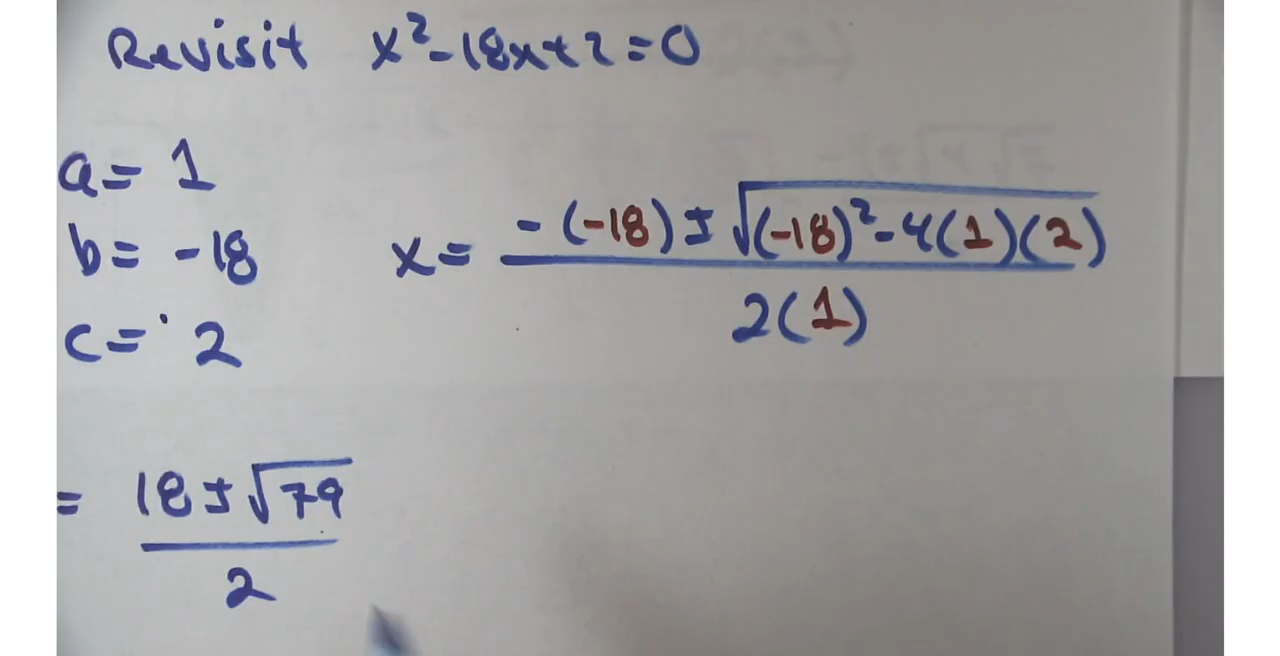 Revisit x²-18x+2=0
a= 1
b= -18
c= 2
x= -(-18)±√(-18)²-4(1)(2)
2(1)
= 18±√79
2